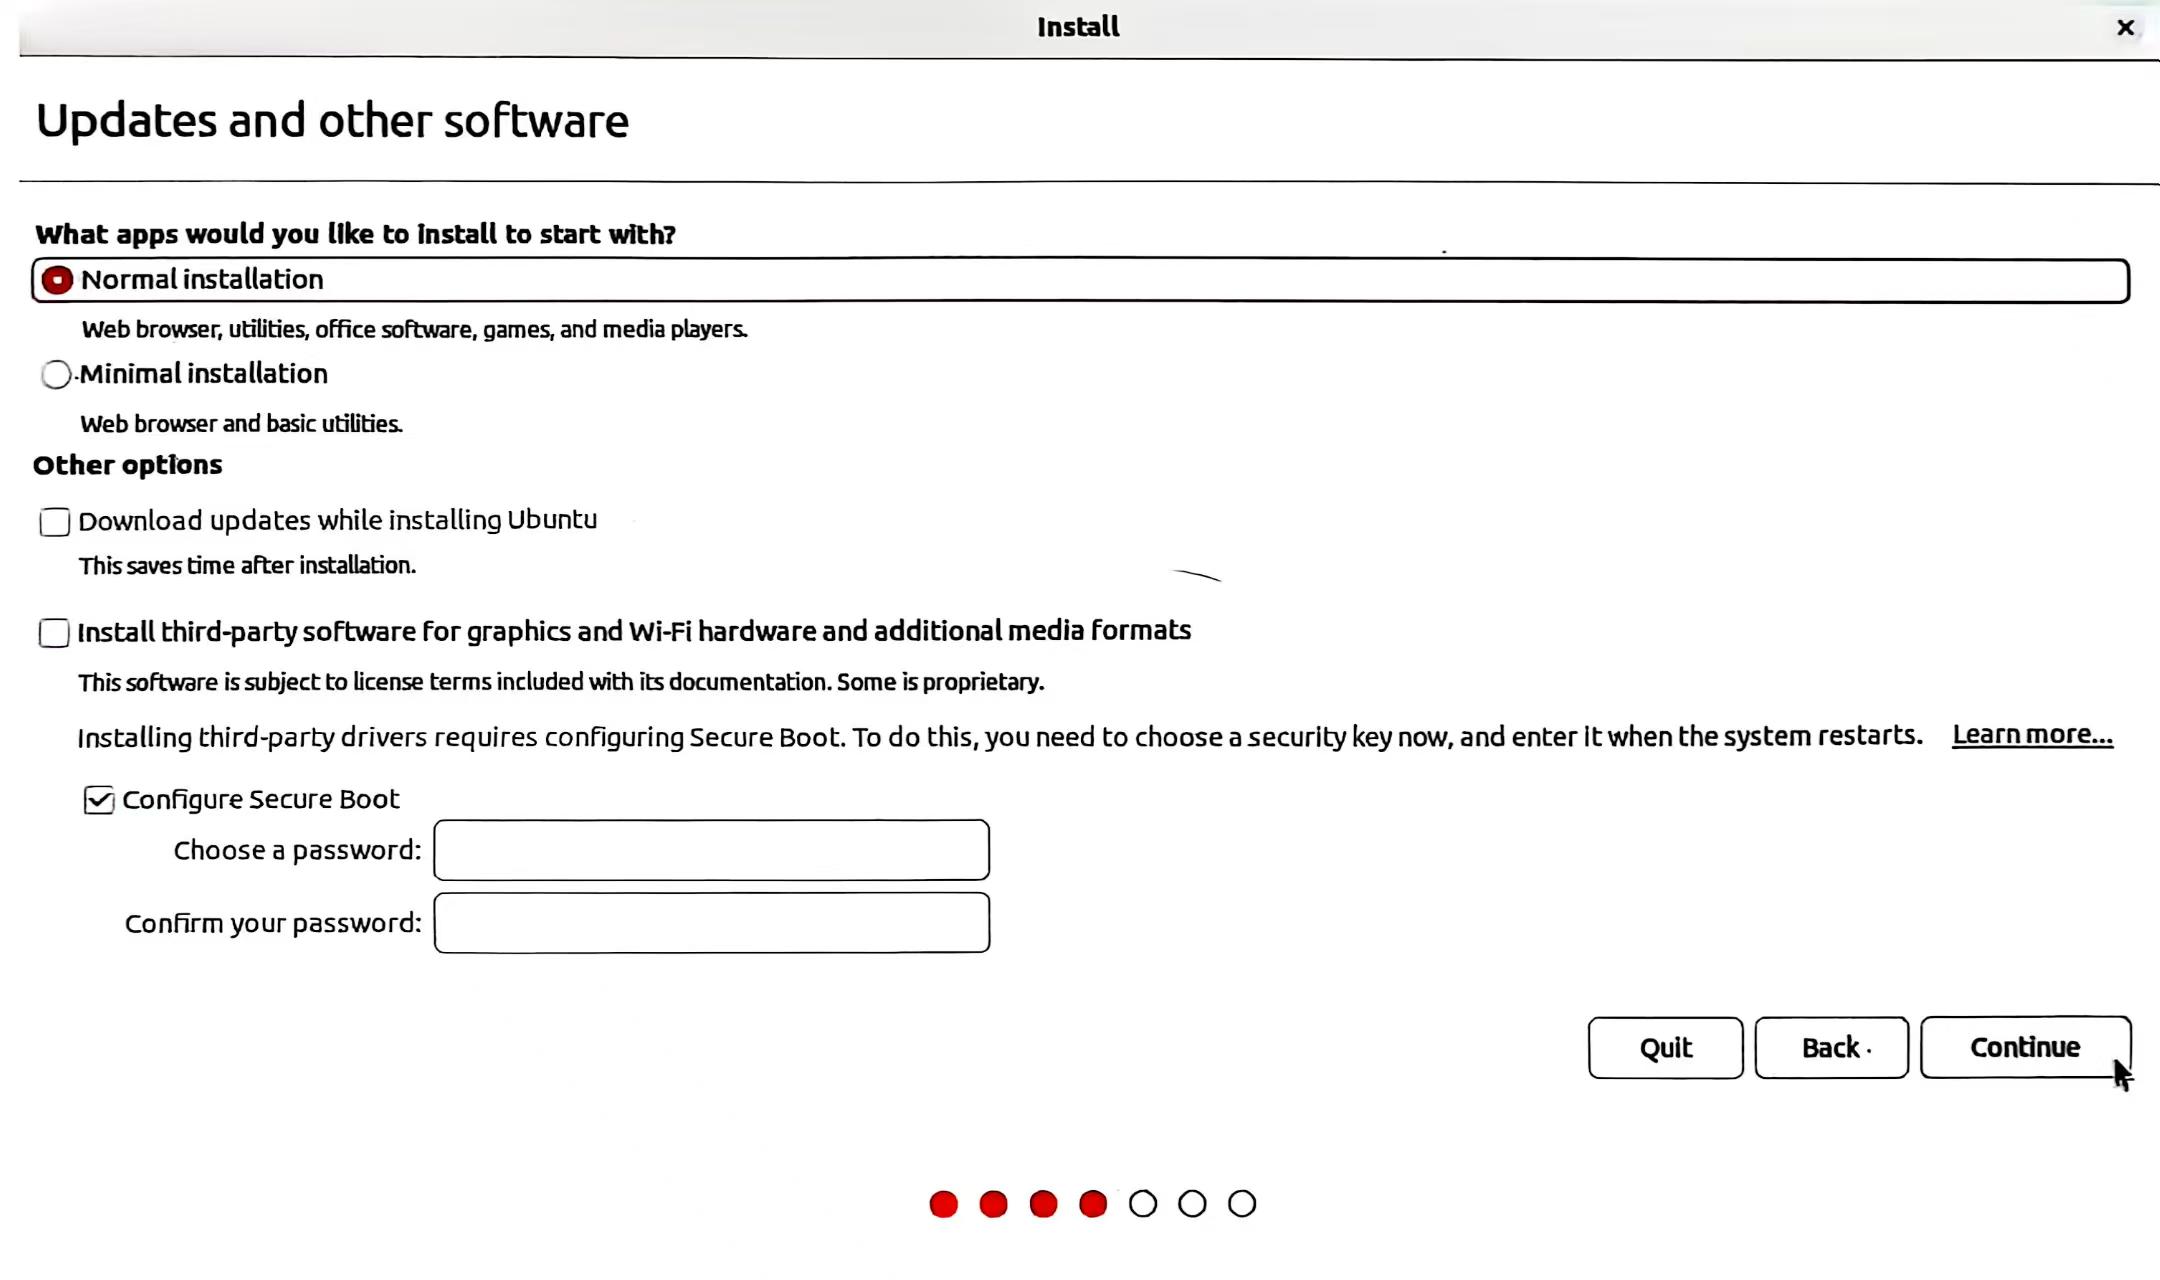 Install
Updates and other software
What apps would you like to install to start with?
Normal installation
Web browser, utilities, office software, games, and media players.
Minimal installation
Web browser and basic utilities.
Other options
Download updates while installing Ubuntu
This saves time after installation.
Install third-party software for graphics and Wi-Fi hardware and additional media formats
This software is subject to license terms included with its documentation. Some is proprietary.
Installing third-party drivers requires configuring Secure Boot. To do this, you need to choose a security key now, and enter it when the system restarts. Learn more...
Configure Secure Boot
Choose a password:
Confirm your password:
Quit Back Continue